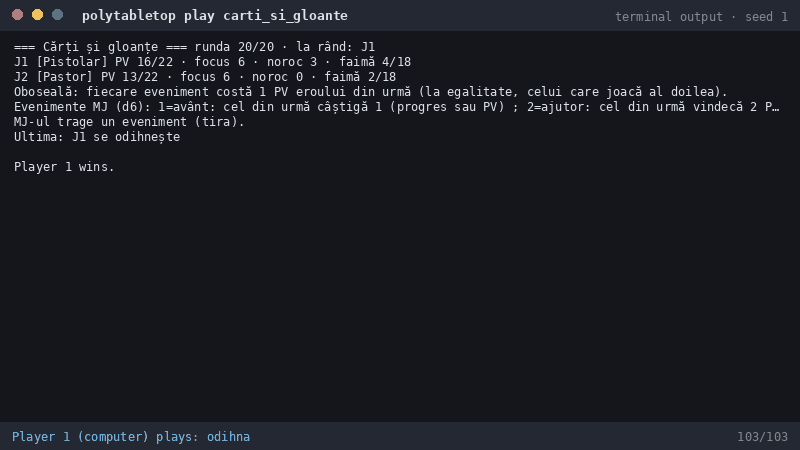 polytabletop play carti_si_gloante
terminal output · seed 1
=== Cărți și gloanțe === runda 20/20 · la rând: J1
J1 [Pistolar] PV 16/22 · focus 6 · noroc 3 · faimă 4/18
J2 [Pastor] PV 13/22 · focus 6 · noroc 0 · faimă 2/18
Oboseală: fiecare eveniment costă 1 PV eroului din urmă (la egalitate, celui care joacă al doilea).
Evenimente MJ (d6): 1=avânt: cel din urmă câștigă 1 (progres sau PV) ; 2=ajutor: cel din urmă vindecă 2 P…
MJ-ul trage un eveniment (tira).
Ultima: J1 se odihnește
Player 1 wins.
Player 1 (computer) plays: odihna
103/103